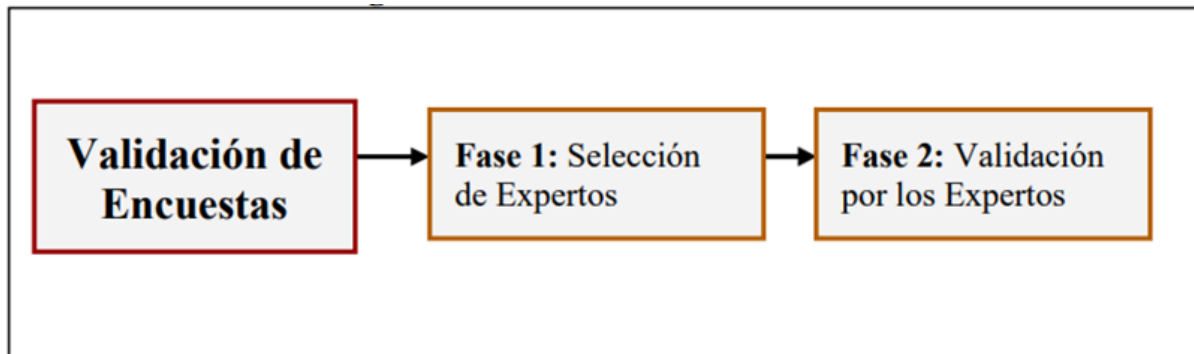 Validación de
Encuestas
Fase 1: Selección
de Expertos
Fase 2: Validación
por los Expertos